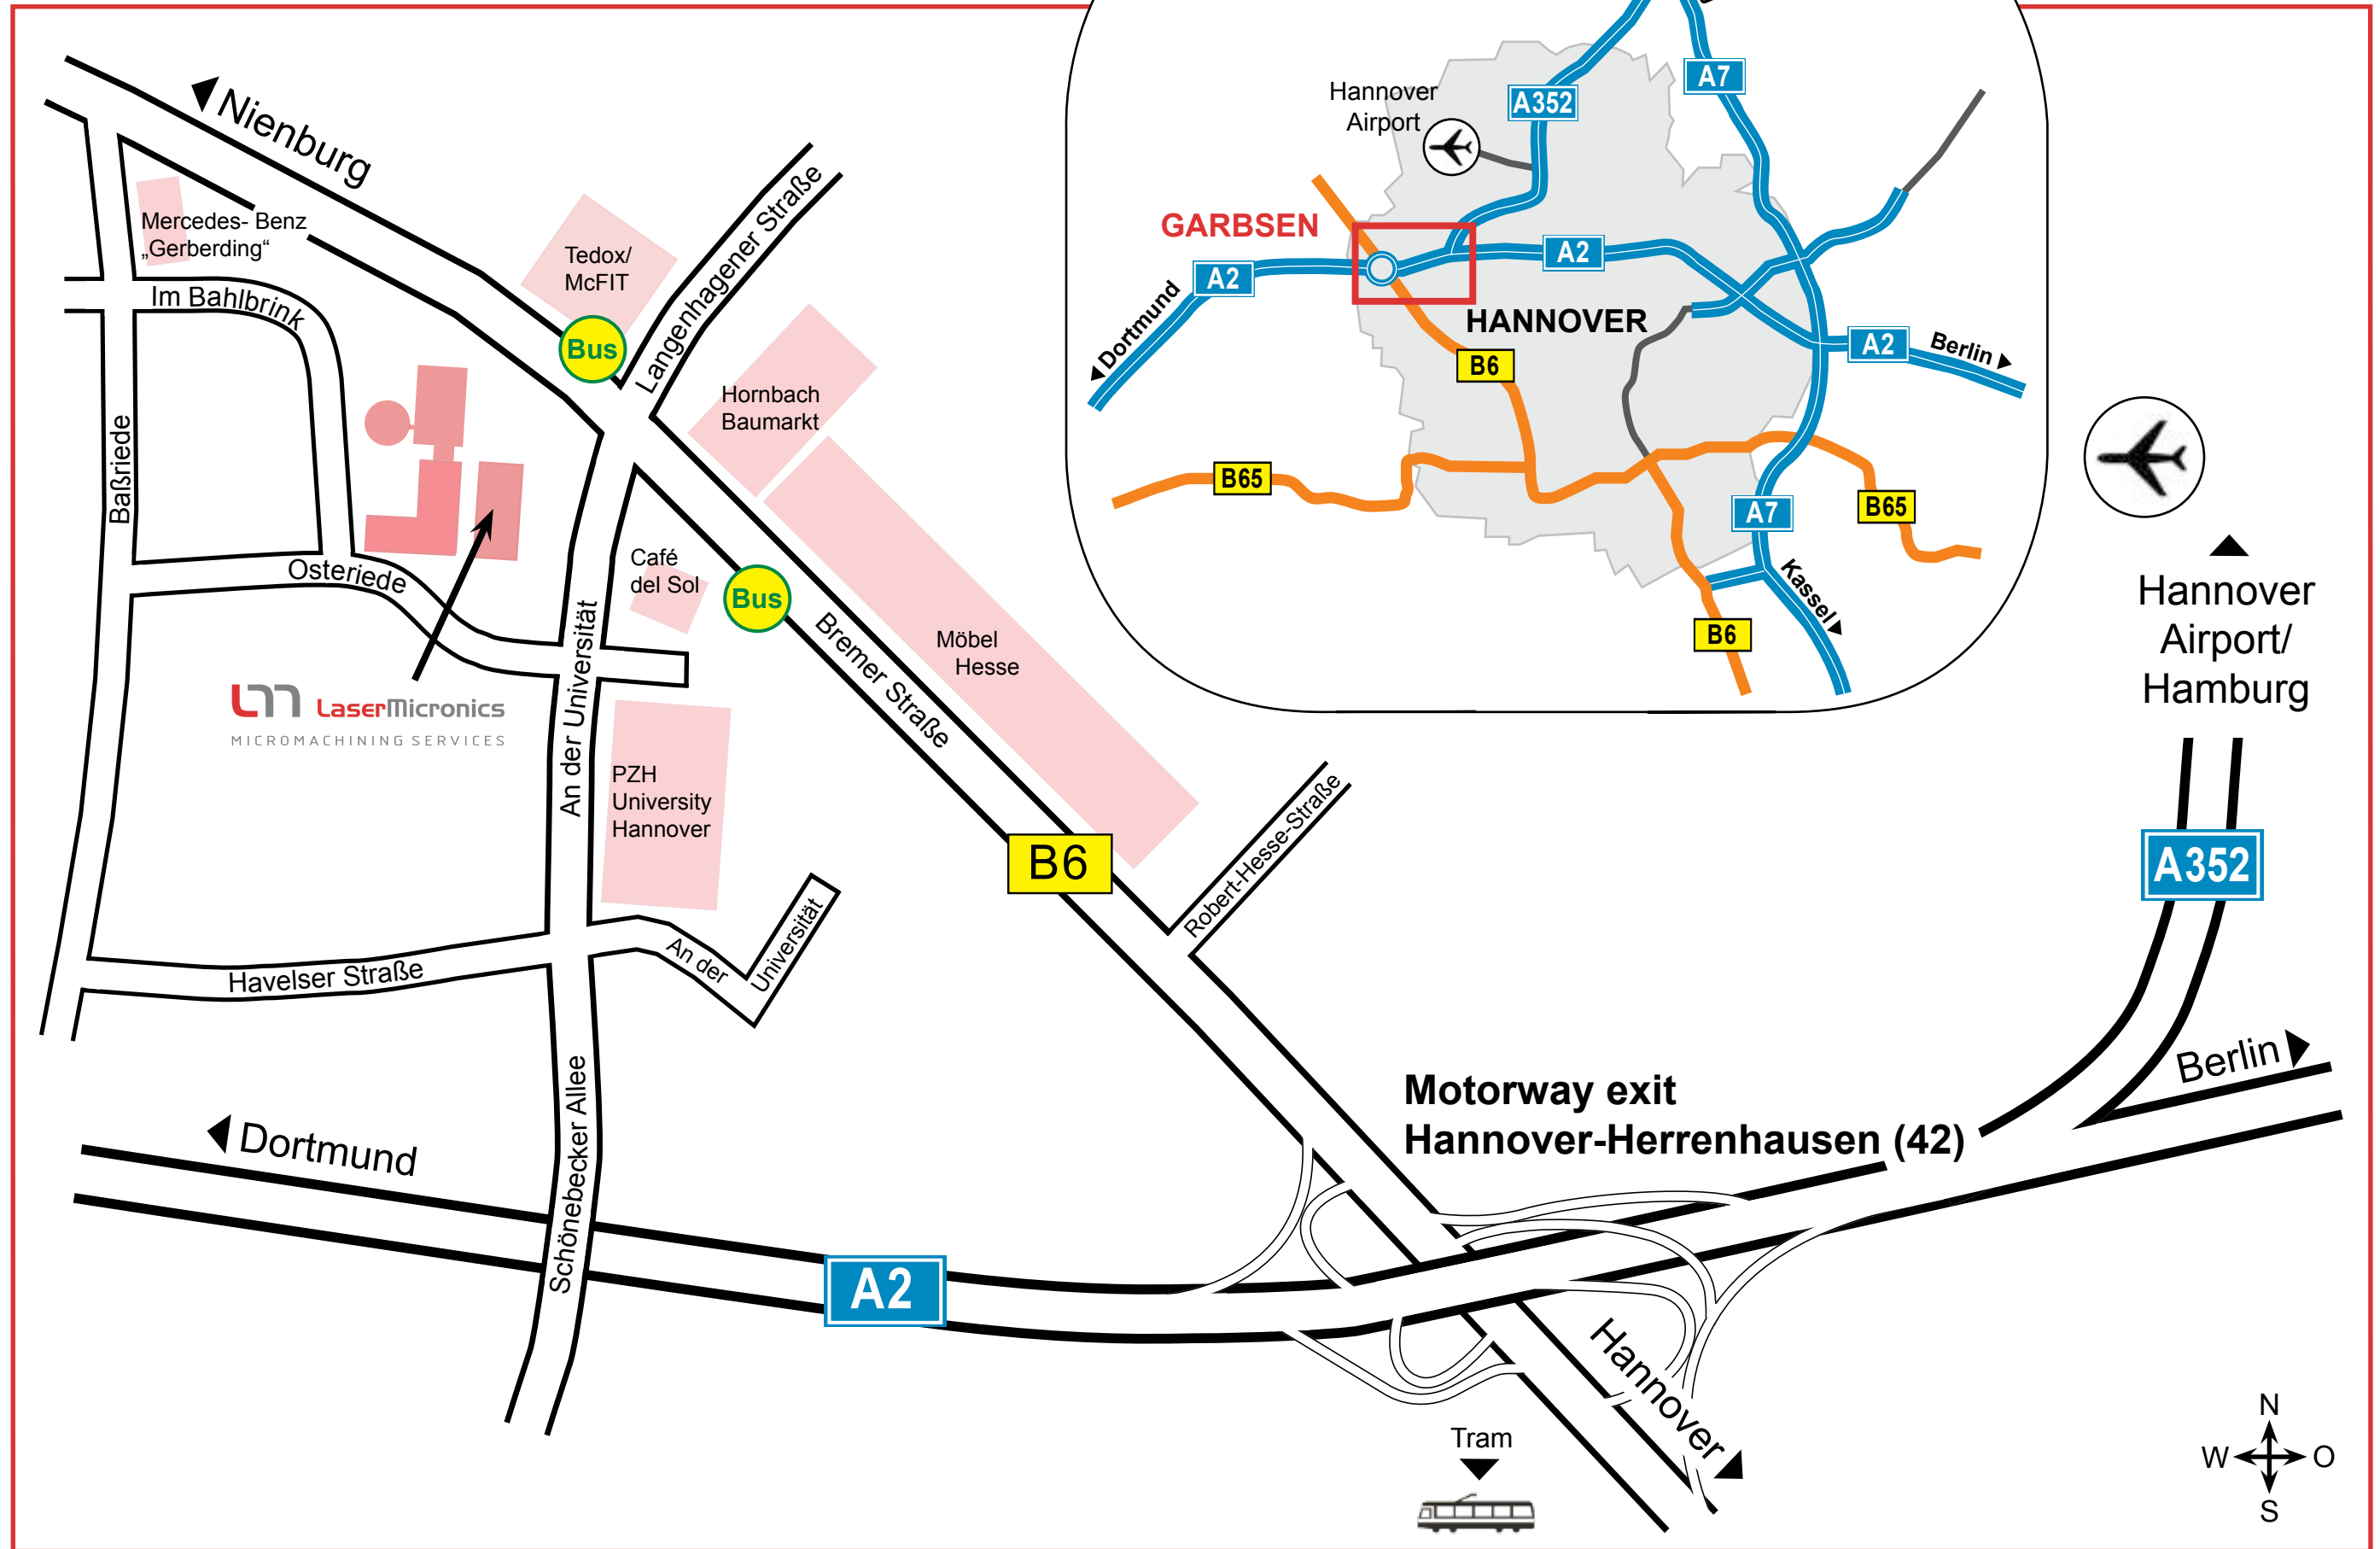 Nienburg
Mercedes- Benz
„Gerberding“
Im Bahlbrink
Baßriede
Osteriede
Tedox/
McFIT
Bus
Langenhagener Straße
Hornbach
Baumarkt
Café
del Sol
Bus
Möbel
Hesse
Bremer Straße
LaserMicronics
MICROMACHINING SERVICES
An der Universität
PZH
University
Hannover
B6
Robert-Hesse-Straße
Havelser Straße
An der
Universität
Schönebecker Allee
Dortmund
A2
Motorway exit
Hannover-Herrenhausen (42)
Hannover
Tram
Berlin
A352
Hannover
Airport/
Hamburg
N
W
O
S
Hannover
Airport
A352
A7
GARBSEN
A2
A2
Dortmund
HANNOVER
B6
A2
Berlin
B65
A7
B65
Kassel
B6